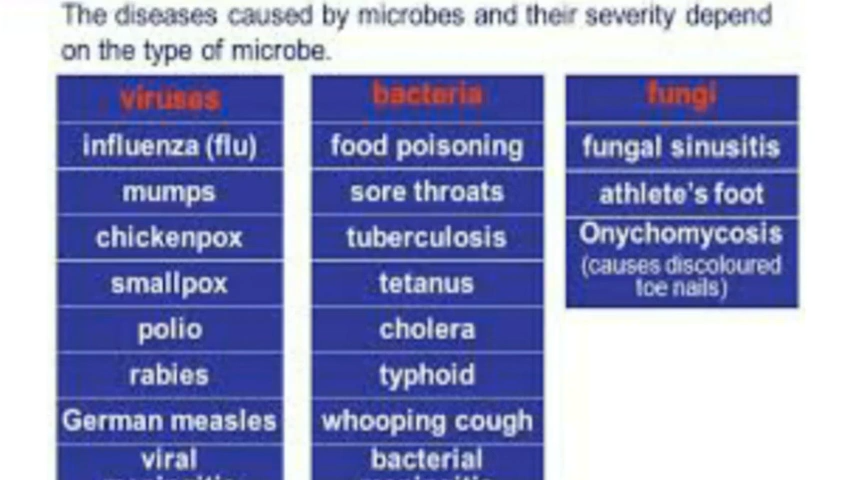 The diseases caused by microbes and their severity depend
on the type of microbe.
viruses
influenza (flu)
mumps
chickenpox
smallpox
polio
rabies
German measles
viral
bacteria
food poisoning
sore throats
tuberculosis
tetanus
cholera
typhoid
whooping cough
bacterial
fungi
fungal sinusitis
athlete's foot
Onychomycosis
(causes discoloured
toe nails)